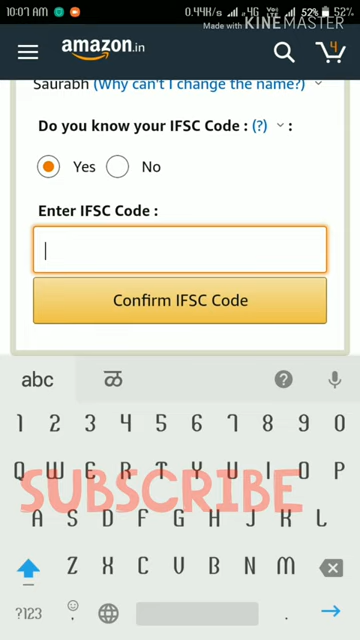 10:07 AM 0.44K/s 4G VoLTE 52% 52%
Made with KINEMASTER
amazon.in 4
Saurabh (Why can't I change the name?)
Do you know your IFSC Code : (?) :
Yes No
Enter IFSC Code :
Confirm IFSC Code
abc ळ ?
1 2 3 4 5 6 7 8 9 0
Q W E R T Y U I O P
SUBSCRIBE
A S D F G H J K L
Z X C V B N M
?123 .